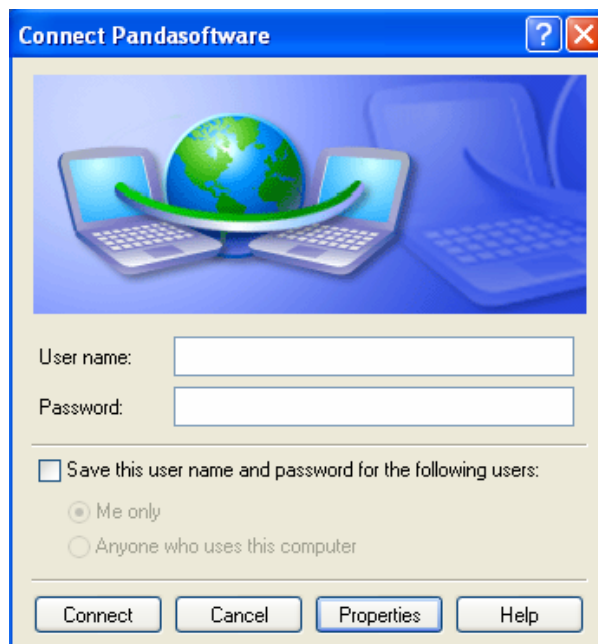 Connect Pandasoftware
User name:
Password:
Save this user name and password for the following users:
Me only
Anyone who uses this computer
Connect Cancel Properties Help